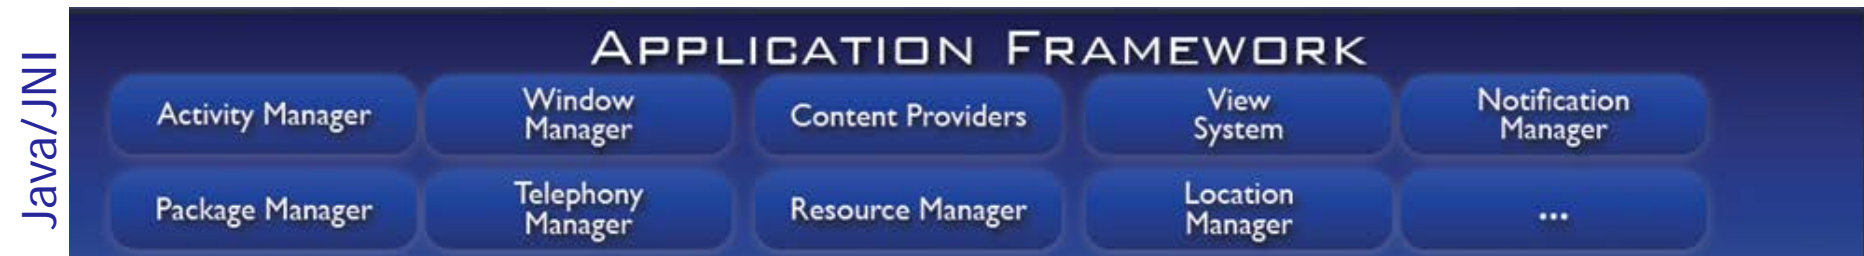 Java/JNI
APPLICATION FRAMEWORK
Activity Manager
Window
Manager
Content Providers
View
System
Notification
Manager
Package Manager
Telephony
Manager
Resource Manager
Location
Manager
...